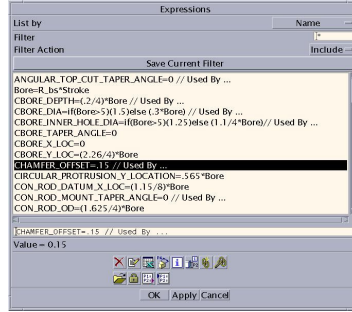 Expressions
List by Name
Filter *
Filter Action Include
Save Current Filter
ANGULAR_TOP_CUT_TAPER_ANGLE=0 // Used By ...
Bore=R_bs*Stroke
CBORE_DEPTH=(.2/4)*Bore // Used By ...
CBORE_DIA=if(Bore>5)(1.5)else (.3*Bore)// Used By ...
CBORE_INNER_HOLE_DIA=if(Bore>5)(1.25)else (1.1/4*Bore)// Used By ...
CBORE_TAPER_ANGLE=0
CBORE_X_LOC=0
CBORE_Y_LOC=(2.26/4)*Bore
CHAMFER_OFFSET=.15 // Used By ...
CIRCULAR_PROTRUSION_Y_LOCATION=.565*Bore
CON_ROD_DATUM_X_LOC=(1.15/8)*Bore
CON_ROD_MOUNT_TAPER_ANGLE=0 // Used By ...
CON_ROD_OD=(1.625/4)*Bore
CHAMFER_OFFSET=.15 // Used By ...
Value = 0.15
OK Apply Cancel